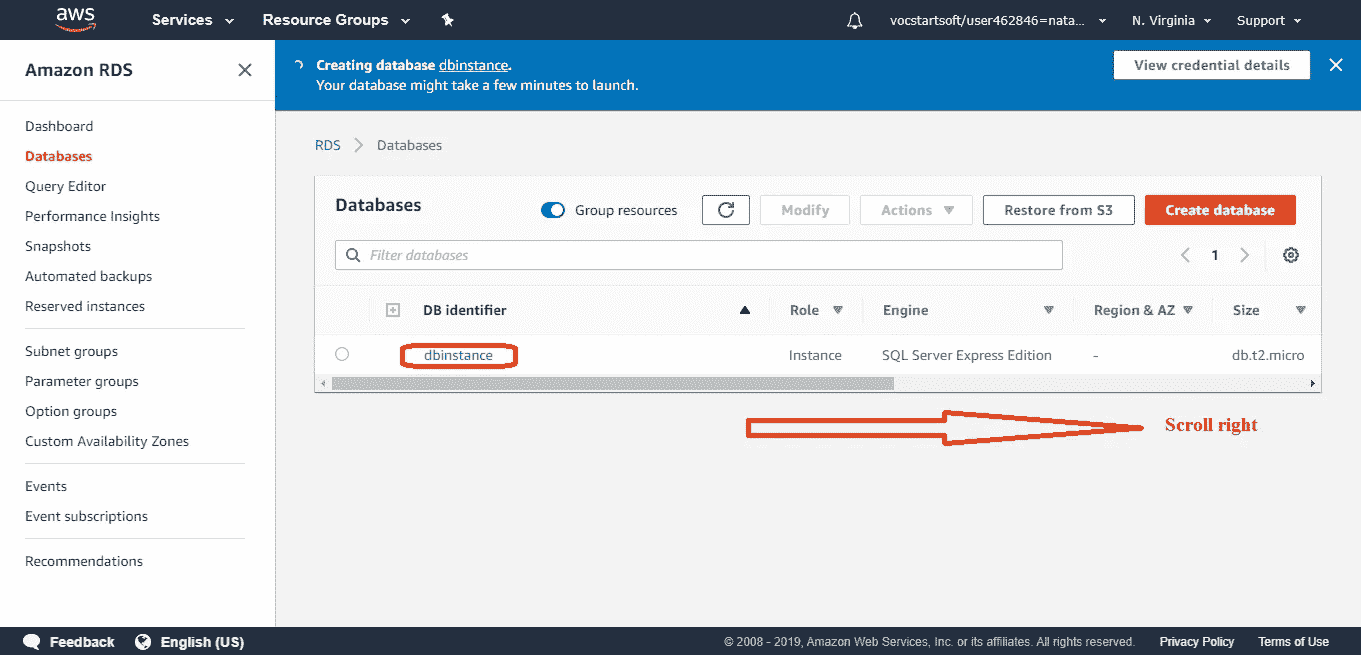 aws Services Resource Groups vocstartsoft/user462846=nata... N. Virginia Support
Amazon RDS
Dashboard
Databases
Query Editor
Performance Insights
Snapshots
Automated backups
Reserved instances
Subnet groups
Parameter groups
Option groups
Custom Availability Zones
Events
Event subscriptions
Recommendations
Creating database dbinstance.
Your database might take a few minutes to launch.
View credential details
RDS Databases
Databases Group resources Modify Actions Restore from S3 Create database
Filter databases 1
DB identifier Role Engine Region & AZ Size
dbinstance Instance SQL Server Express Edition - db.t2.micro
Scroll right
Feedback English (US) © 2008 - 2019, Amazon Web Services, Inc. or its affiliates. All rights reserved. Privacy Policy Terms of Use